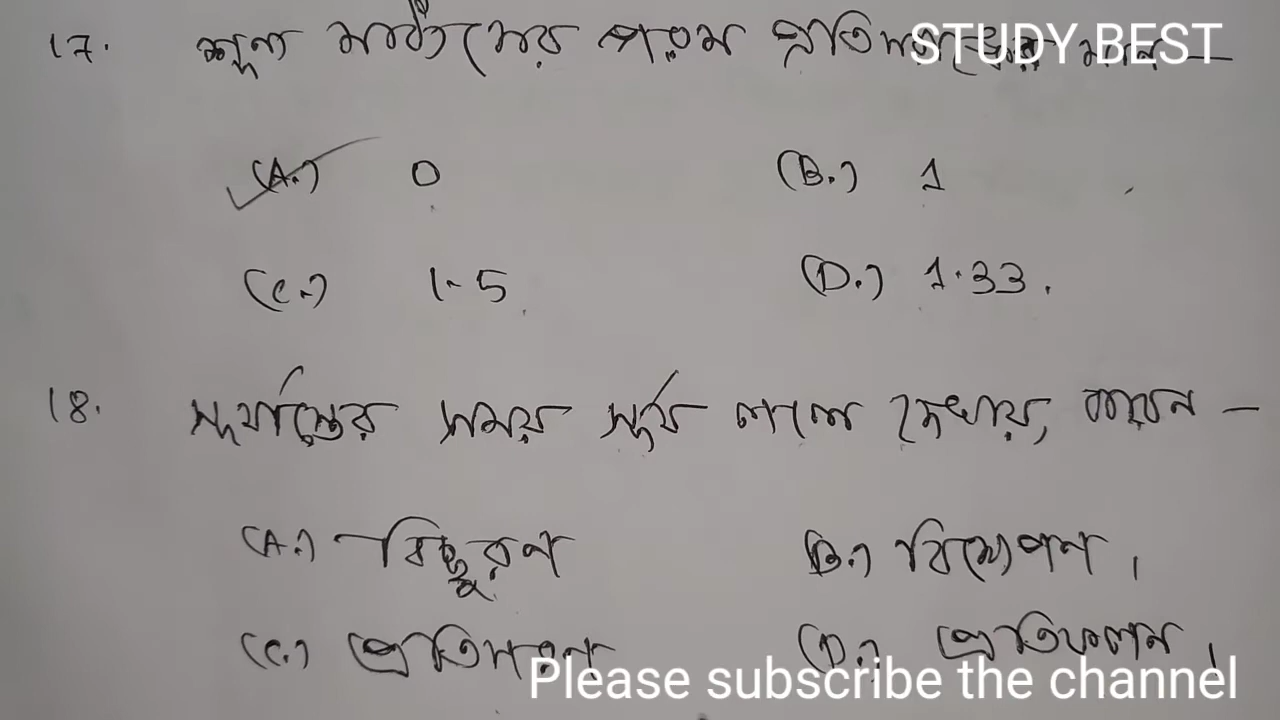 17. শূন্য মাধ্যমের পরম প্রতিসরাঙ্কের মান — STUDY BEST
(A.) 0 (B.) 1
(C.) 1.5 (D.) 1.33.
18. সূর্যাস্তের সময় সূর্য লাল দেখায়, কারন —
(A.) বিচ্ছুরণ (B.) বিক্ষেপণ।
(C.) প্রতিসরণ (D.) প্রতিফলন।
Please subscribe the channel